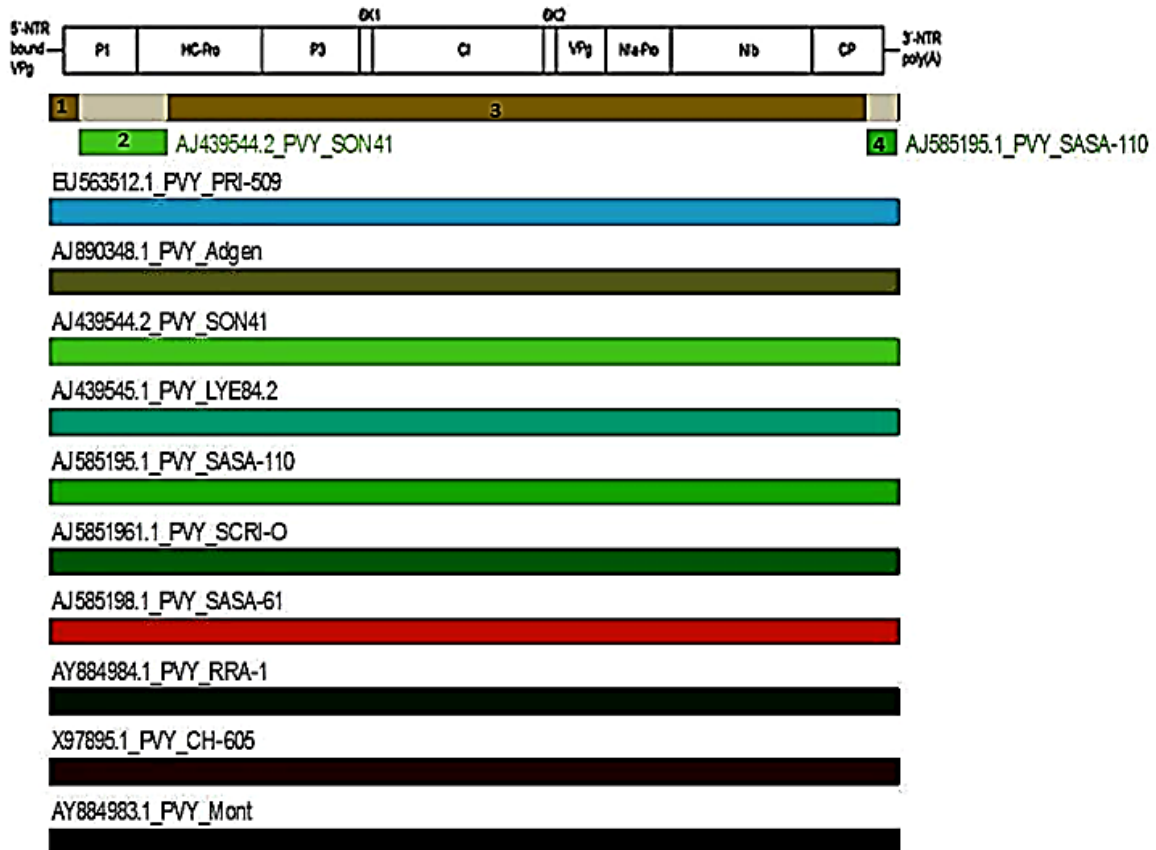 6K1 6K2
5'-NTR
bound
VPg
P1 HC-Pro P3 CI VPg NIa-Pro NIb CP
3'-NTR
poly(A)
1 3
2 AJ439544.2_PVY_SON41 4 AJ585195.1_PVY_SASA-110
EU563512.1_PVY_PRI-509
AJ890348.1_PVY_Adgen
AJ439544.2_PVY_SON41
AJ439545.1_PVY_LYE84.2
AJ585195.1_PVY_SASA-110
AJ5851961.1_PVY_SCRI-O
AJ585198.1_PVY_SASA-61
AY884984.1_PVY_RRA-1
X97895.1_PVY_CH-605
AY884983.1_PVY_Mont